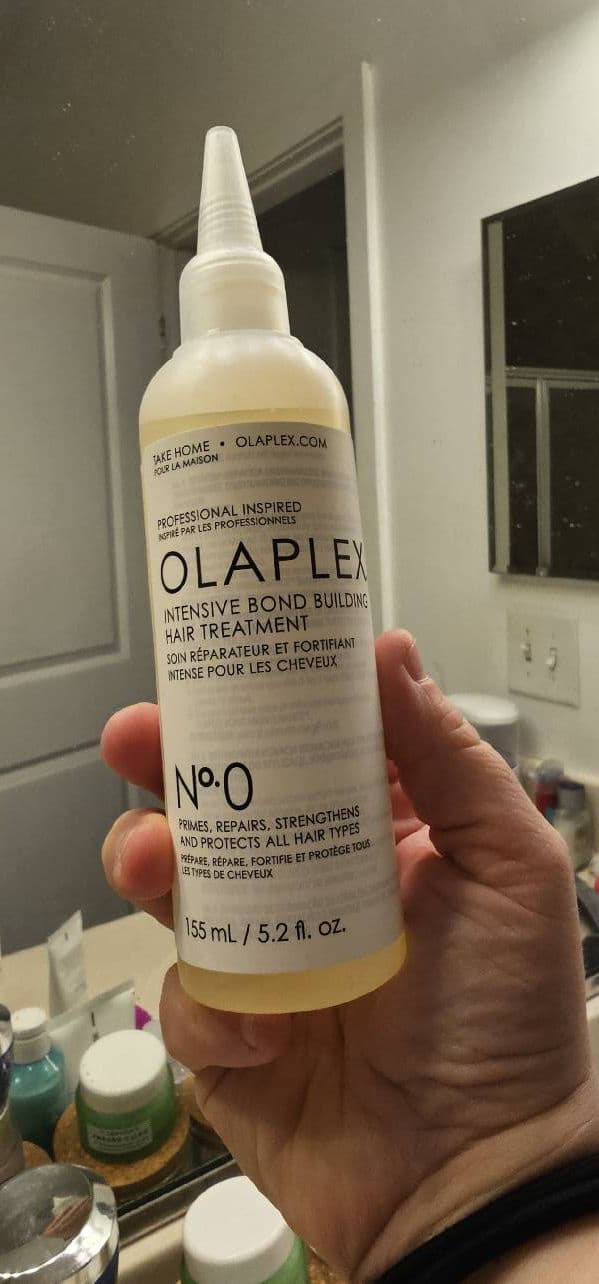 TAKE HOME • OLAPLEX.COM
POUR LA MAISON
PROFESSIONAL INSPIRED
INSPIRÉ PAR LES PROFESSIONNELS
OLAPLEX
INTENSIVE BOND BUILDING
HAIR TREATMENT
SOIN RÉPARATEUR ET FORTIFIANT
INTENSE POUR LES CHEVEUX
Nº.0
PRIMES, REPAIRS, STRENGTHENS
AND PROTECTS ALL HAIR TYPES
PRÉPARE, RÉPARE, FORTIFIE ET PROTÈGE TOUS
LES TYPES DE CHEVEUX
155 mL / 5.2 fl. oz.